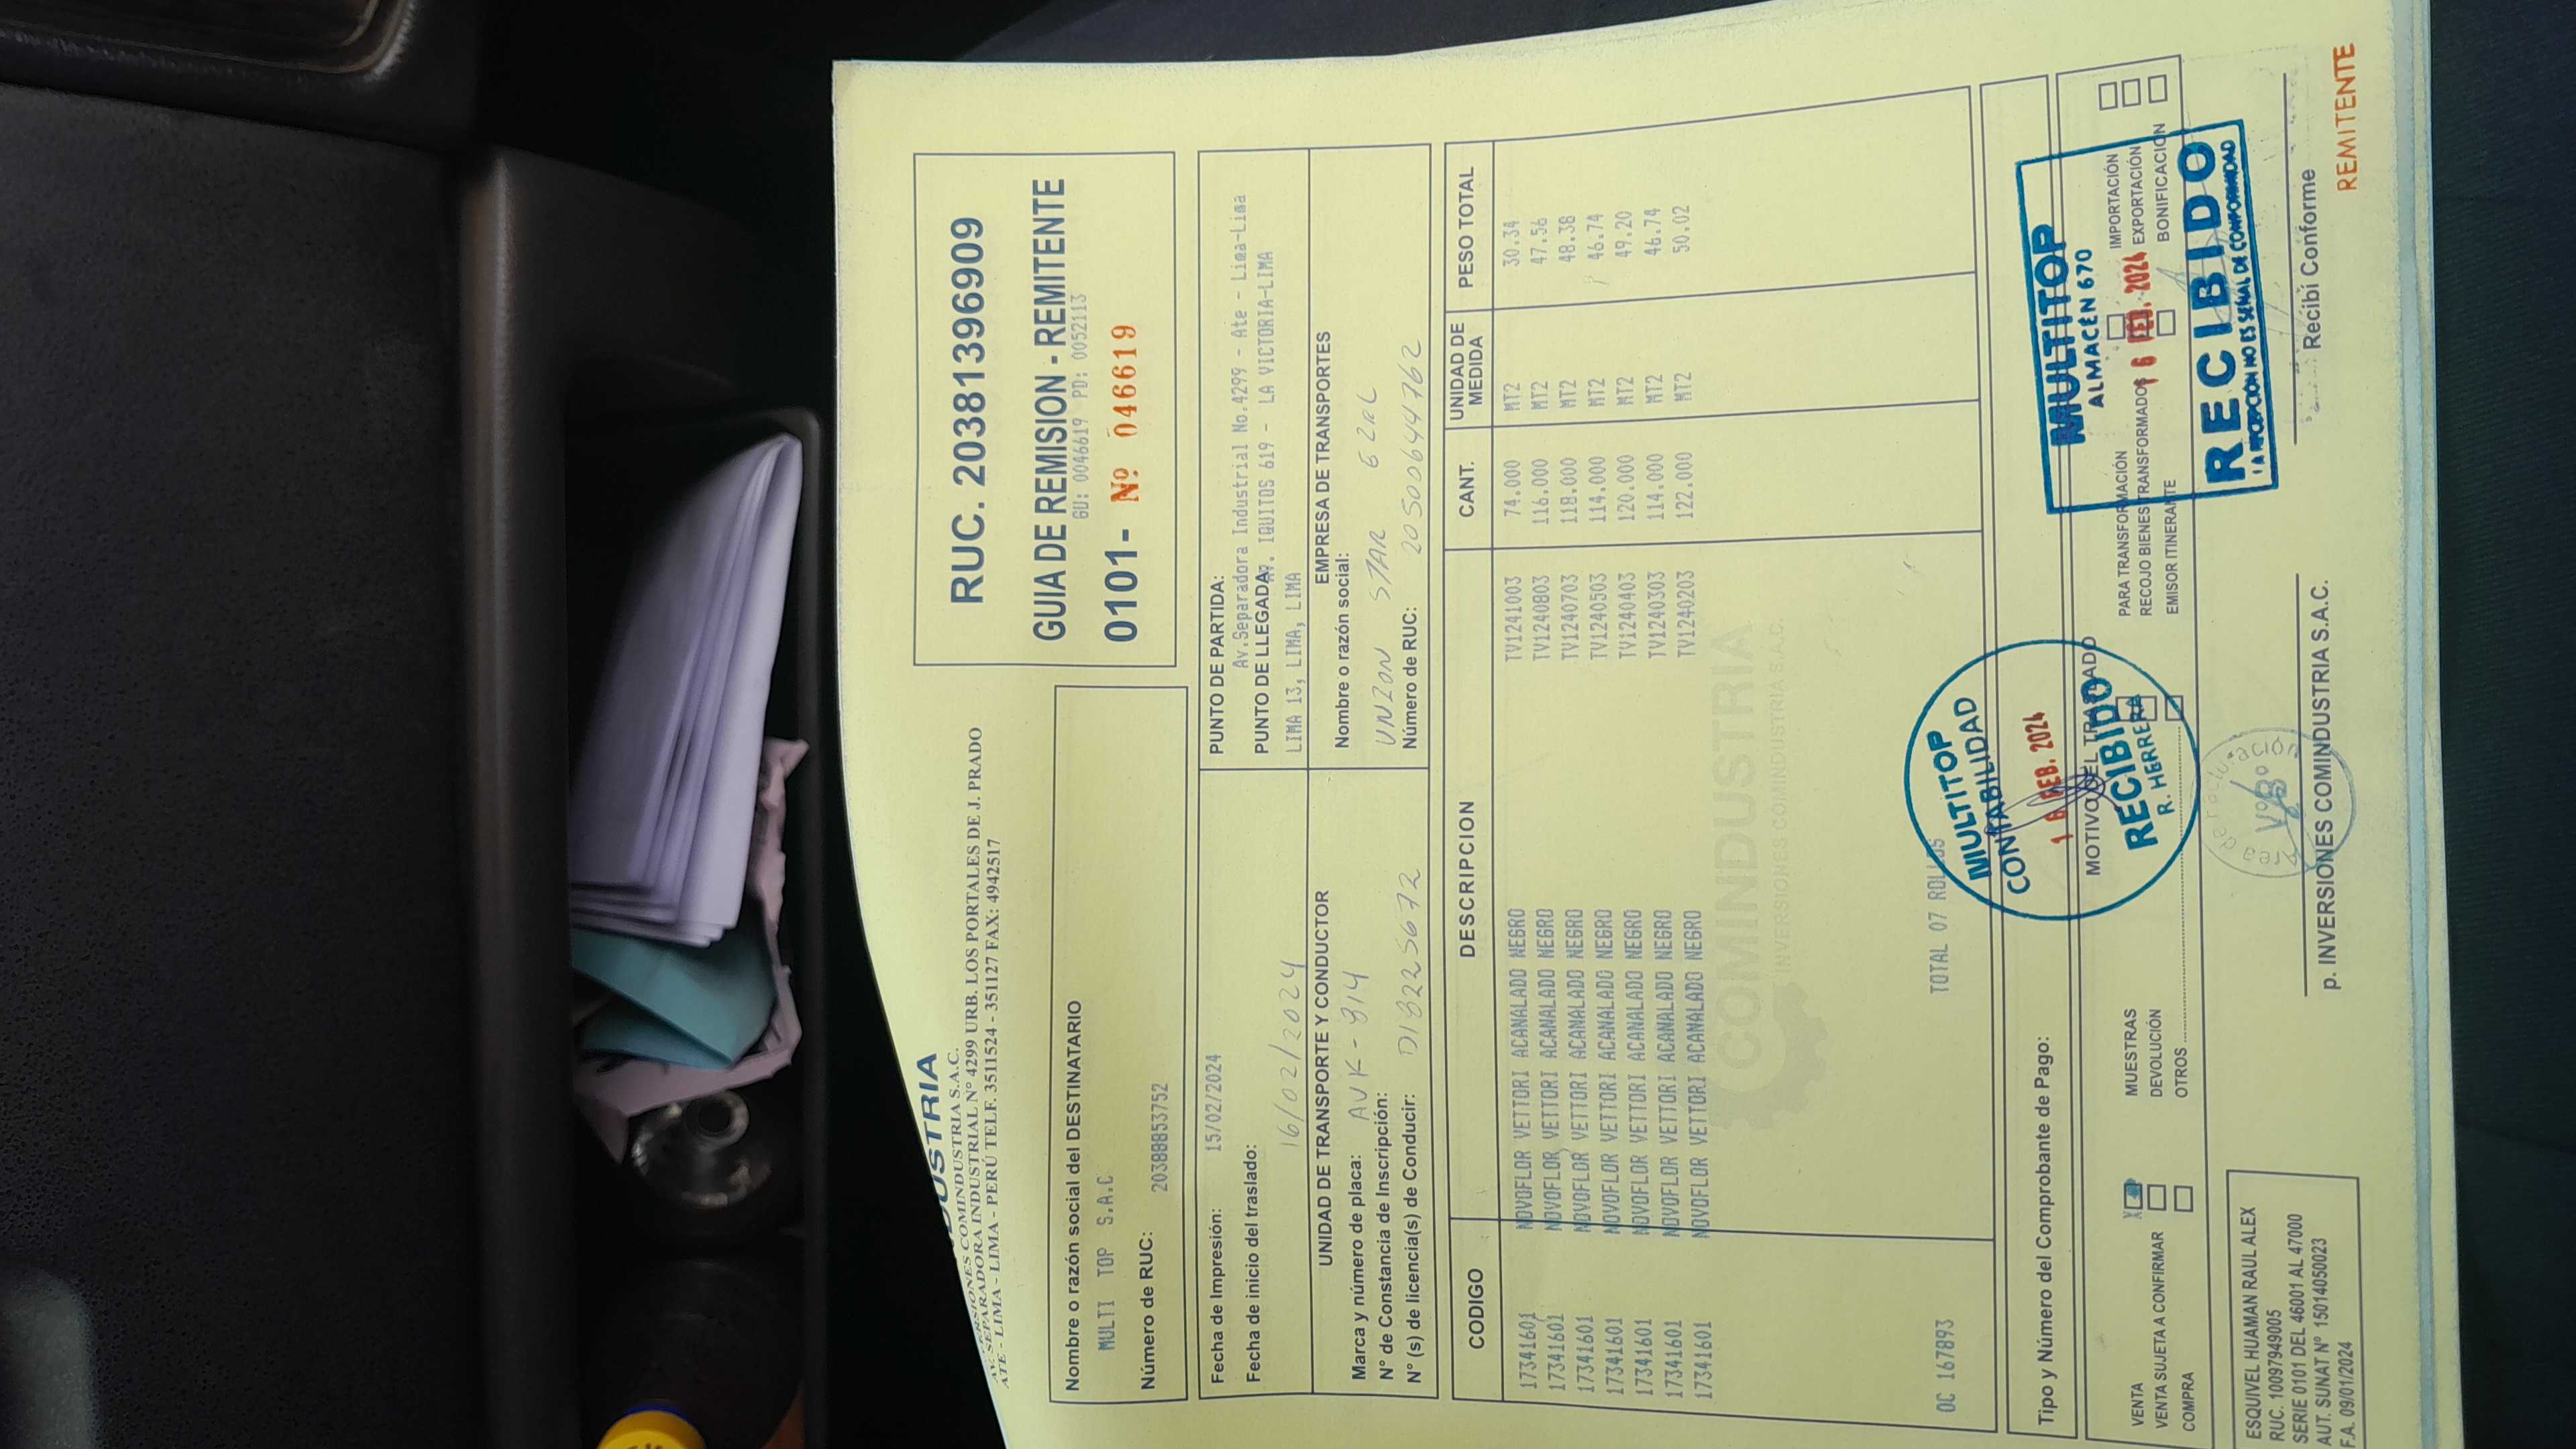 DUSTRIA
INVERSIONES COMINDUSTRIA S.A.C.
AV. SEPARADORA INDUSTRIAL N° 4299 URB. LOS PORTALES DE J. PRADO
ATE - LIMA - LIMA - PERÚ TELF. 3511524 - 351127 FAX: 4942517
RUC. 20381396909
GUIA DE REMISION - REMITENTE
GU: 0046619 PD: 0052113
0101- Nº 046619
Nombre o razón social del DESTINATARIO
MULTI TOP S.A.C
Número de RUC:
20388853752
Fecha de Impresión: 15/02/2024
Fecha de inicio del traslado:
16/02/2024
PUNTO DE PARTIDA:
Av.Separadora Industrial No.4299 - Ate - Lima-Lima
PUNTO DE LLEGADA: AV. IQUITOS 619 - LA VICTORIA-LIMA
LIMA 13, LIMA, LIMA
UNIDAD DE TRANSPORTE Y CONDUCTOR
Marca y número de placa: AVK - 914
N° de Constancia de Inscripción:
N° (s) de licencia(s) de Conducir: D13225672
EMPRESA DE TRANSPORTES
Nombre o razón social:
UNION STAR EIRL
Número de RUC: 20500644762
CODIGO DESCRIPCION CANT. UNIDAD DE MEDIDA PESO TOTAL
17341601 NOVOFLOR VETTORI ACANALADO NEGRO TV1241003 74.000 MT2 30.34
17341601 NOVOFLOR VETTORI ACANALADO NEGRO TV1240803 116.000 MT2 47.56
17341601 NOVOFLOR VETTORI ACANALADO NEGRO TV1240703 118.000 MT2 48.38
17341601 NOVOFLOR VETTORI ACANALADO NEGRO TV1240503 114.000 MT2 46.74
17341601 NOVOFLOR VETTORI ACANALADO NEGRO TV1240403 120.000 MT2 49.20
17341601 NOVOFLOR VETTORI ACANALADO NEGRO TV1240303 114.000 MT2 46.74
17341601 NOVOFLOR VETTORI ACANALADO NEGRO TV1240203 122.000 MT2 50.02
COMINDUSTRIA
INVERSIONES COMINDUSTRIA S.A.C.
OC 167893 TOTAL 07 ROLLOS
Tipo y Número del Comprobante de Pago:
MOTIVO DEL TRASLADO
VENTA X
VENTA SUJETA A CONFIRMAR
COMPRA
MUESTRAS
DEVOLUCIÓN
OTROS
PARA TRANSFORMACIÓN
RECOJO BIENES TRANSFORMADOS
EMISOR ITINERANTE
IMPORTACIÓN
EXPORTACIÓN
BONIFICACIÓN
MULTITOP
CONTABILIDAD
16 FEB. 2024
RECIBIDO
R. HERRERA
MULTITOP
ALMACÉN 670
16 FEB. 2024
RECIBIDO
LA RECEPCIÓN NO ES SEÑAL DE CONFORMIDAD
VºBº
ESQUIVEL HUAMAN RAUL ALEX
RUC. 10097949005
SERIE 0101 DEL 46001 AL 47000
AUT. SUNAT Nº 15014050023
F.A. 09/01/2024
p. INVERSIONES COMINDUSTRIA S.A.C.
Recibí Conforme
REMITENTE